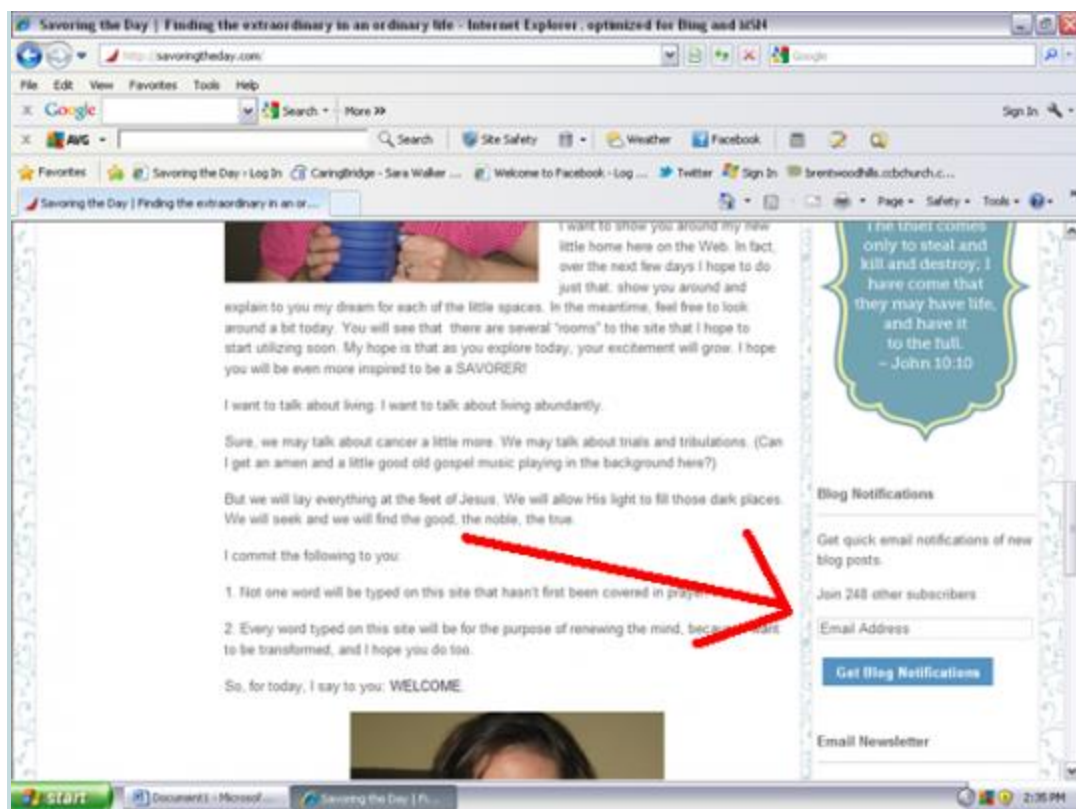 Savoring the Day | Finding the extraordinary in an ordinary life - Internet Explorer, optimized for Bing and MSN
http://savoringtheday.com/
Google
File Edit View Favorites Tools Help
x Google Search More >> Sign In
x AVG Search Site Safety Weather Facebook
Favorites Savoring the Day › Log In CaringBridge - Sara Walker ... Welcome to Facebook - Log ... Twitter Sign In brentwoodhills.ccbchurch.c...
Savoring the Day | Finding the extraordinary in an or... Page Safety Tools
I want to show you around my new
little home here on the Web. In fact,
over the next few days I hope to do
just that: show you around and
explain to you my dream for each of the little spaces. In the meantime, feel free to look
around a bit today. You will see that there are several "rooms" to the site that I hope to
start utilizing soon. My hope is that as you explore today, your excitement will grow. I hope
you will be even more inspired to be a SAVORER!
I want to talk about living. I want to talk about living abundantly.
Sure, we may talk about cancer a little more. We may talk about trials and tribulations. (Can
I get an amen and a little good old gospel music playing in the background here?)
But we will lay everything at the feet of Jesus. We will allow His light to fill those dark places.
We will seek and we will find the good, the noble, the true.
I commit the following to you:
1. Not one word will be typed on this site that hasn't first been covered in
2. Every word typed on this site will be for the purpose of renewing the mind, want
to be transformed, and I hope you do too.
So, for today, I say to you: WELCOME.
The thief comes
only to steal and
kill and destroy; I
have come that
they may have life,
and have it
to the full.
~ John 10:10
Blog Notifications
Get quick email notifications of new
blog posts.
Join 248 other subscribers
Email Address
Get Blog Notifications
Email Newsletter
start Document1 - Microsof... Savoring the Day | Fi... 2:35 PM